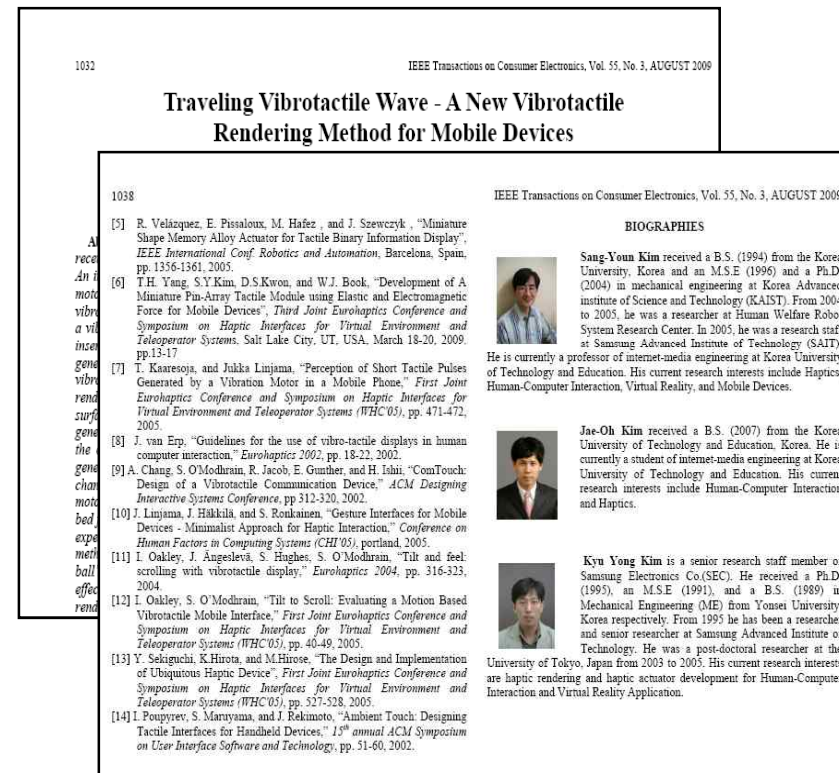 1032
IEEE Transactions on Consumer Electronics, Vol. 55, No. 3, AUGUST 2009
Traveling Vibrotactile Wave - A New Vibrotactile
Rendering Method for Mobile Devices
An i
a vil
the
ball
1038
IEEE Transactions on Consumer Electronics, Vol. 55, No. 3, AUGUST 2009
[5] R. Velázquez, E. Pissaloux, M. Hafez , and J. Szewczyk , “Miniature
Shape Memory Alloy Actuator for Tactile Binary Information Display”,
IEEE International Conf. Robotics and Automation, Barcelona, Spain,
pp. 1356-1361, 2005.
[6] T.H. Yang, S.Y.Kim, D.S.Kwon, and W.J. Book, “Development of A
Miniature Pin-Array Tactile Module using Elastic and Electromagnetic
Force for Mobile Devices”, Third Joint Eurohaptics Conference and
Symposium on Haptic Interfaces for Virtual Environment and
Teleoperator Systems, Salt Lake City, UT, USA, March 18-20, 2009.
pp.13-17
[7] T. Kaaresoja, and Jukka Linjama, “Perception of Short Tactile Pulses
Generated by a Vibration Motor in a Mobile Phone,” First Joint
Eurohaptics Conference and Symposium on Haptic Interfaces for
Virtual Environment and Teleoperator Systems (WHC'05), pp. 471-472,
2005.
[8] J. van Erp, “Guidelines for the use of vibro-tactile displays in human
computer interaction,” Eurohaptics 2002, pp. 18-22, 2002.
[9] A. Chang, S. O'Modhrain, R. Jacob, E. Gunther, and H. Ishii, “ComTouch:
Design of a Vibrotactile Communication Device,” ACM Designing
Interactive Systems Conference, pp 312-320, 2002.
[10] J. Linjama, J. Häkkilä, and S. Ronkainen, “Gesture Interfaces for Mobile
Devices - Minimalist Approach for Haptic Interaction,” Conference on
Human Factors in Computing Systems (CHI'05), portland, 2005.
[11] I. Oakley, J. Ängeslevä, S. Hughes, S. O'Modhrain, “Tilt and feel:
scrolling with vibrotactile display,” Eurohaptics 2004, pp. 316-323,
2004.
[12] I. Oakley, S. O'Modhrain, “Tilt to Scroll: Evaluating a Motion Based
Vibrotactile Mobile Interface,” First Joint Eurohaptics Conference and
Symposium on Haptic Interfaces for Virtual Environment and
Teleoperator Systems (WHC'05), pp. 40-49, 2005.
[13] Y. Sekiguchi, K.Hirota, and M.Hirose, “The Design and Implementation
of Ubiquitous Haptic Device”, First Joint Eurohaptics Conference and
Symposium on Haptic Interfaces for Virtual Environment and
Teleoperator Systems (WHC'05), pp. 527-528, 2005.
[14] I. Poupyrev, S. Maruyama, and J. Rekimoto, “Ambient Touch: Designing
Tactile Interfaces for Handheld Devices,” 15th annual ACM Symposium
on User Interface Software and Technology, pp. 51-60, 2002.
BIOGRAPHIES
Sang-Youn Kim received a B.S. (1994) from the Korea
University, Korea and an M.S.E (1996) and a Ph.D.
(2004) in mechanical engineering at Korea Advanced
institute of Science and Technology (KAIST). From 2004
to 2005, he was a researcher at Human Welfare Robo
System Research Center. In 2005, he was a research staf
at Samsung Advanced Institute of Technology (SAIT)
He is currently a professor of internet-media engineering at Korea University
of Technology and Education. His current research interests include Haptics
Human-Computer Interaction, Virtual Reality, and Mobile Devices.
Jae-Oh Kim received a B.S. (2007) from the Korea
University of Technology and Education, Korea. He i
currently a student of internet-media engineering at Korea
University of Technology and Education. His curren
research interests include Human-Computer Interaction
and Haptics.
Kyu Yong Kim is a senior research staff member o
Samsung Electronics Co.(SEC). He received a Ph.D
(1995), an M.S.E (1991), and a B.S. (1989) in
Mechanical Engineering (ME) from Yonsei University
Korea respectively. From 1995 he has been a researcher
and senior researcher at Samsung Advanced Institute o
Technology. He was a post-doctoral researcher at the
University of Tokyo, Japan from 2003 to 2005. His current research interests
are haptic rendering and haptic actuator development for Human-Computer
Interaction and Virtual Reality Application.